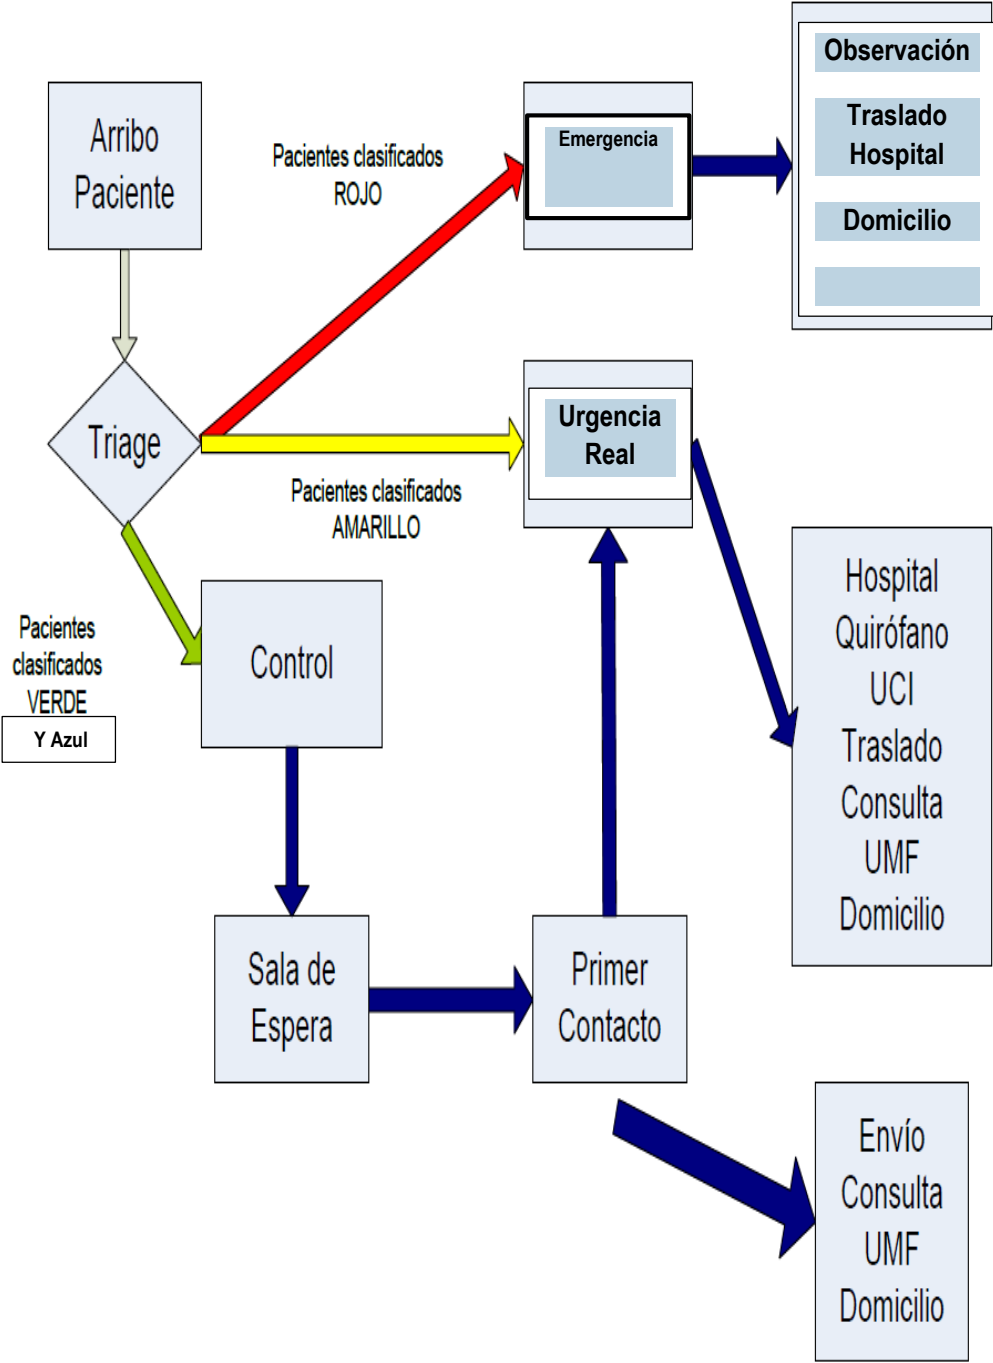 Arribo
Paciente
Pacientes clasificados
ROJO
Emergencia
Observación
Traslado
Hospital
Domicilio
Triage
Pacientes clasificados
AMARILLO
Urgencia
Real
Hospital
Quirófano
UCI
Traslado
Consulta
UMF
Domicilio
Pacientes
clasificados
VERDE
Y Azul
Control
Sala de
Espera
Primer
Contacto
Envío
Consulta
UMF
Domicilio